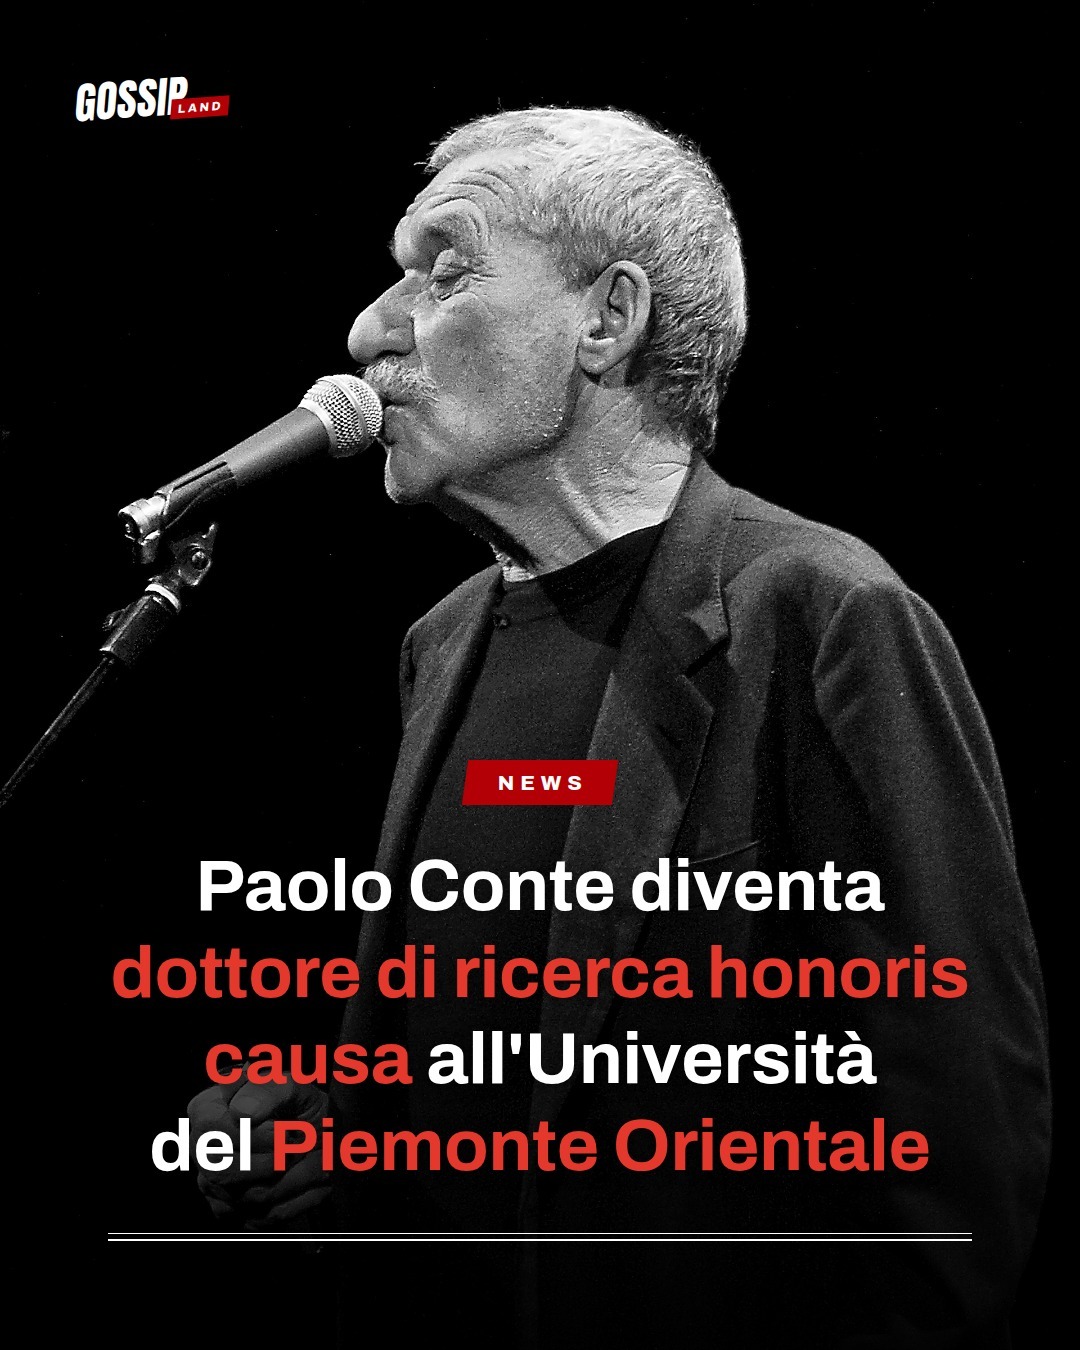 GOSSIP
LAND
NEWS
Paolo Conte diventa
dottore di ricerca honoris
causa all'Università
del Piemonte Orientale